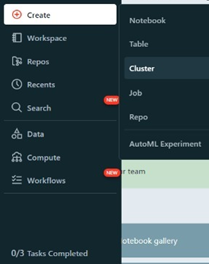 Create
Workspace
Repos
Recents
Search
NEW
Data
Compute
Workflows
NEW
0/3 Tasks Completed
Notebook
Table
Cluster
Job
Repo
AutoML Experiment
team
notebook gallery